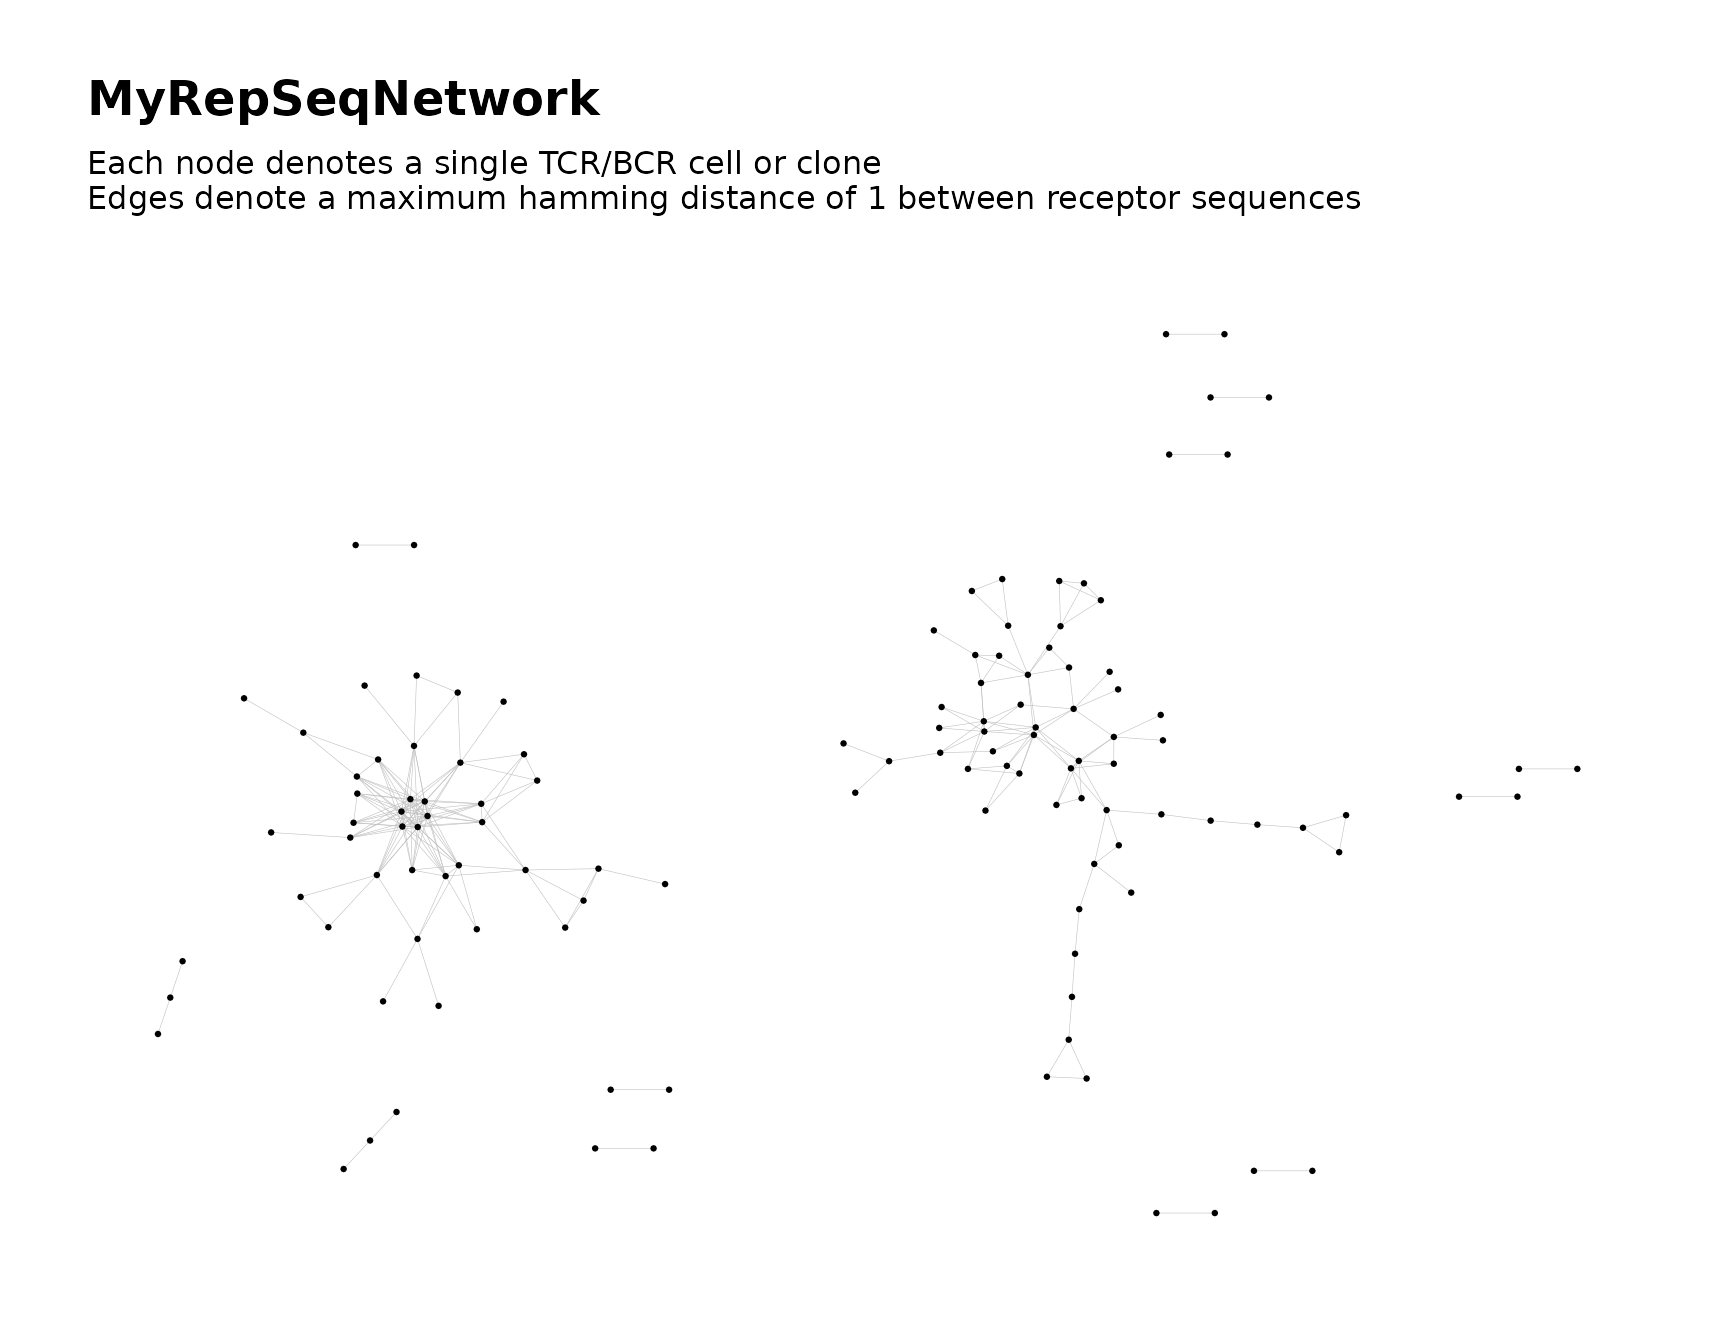 MyRepSeqNetwork
Each node denotes a single TCR/BCR cell or clone
Edges denote a maximum hamming distance of 1 between receptor sequences